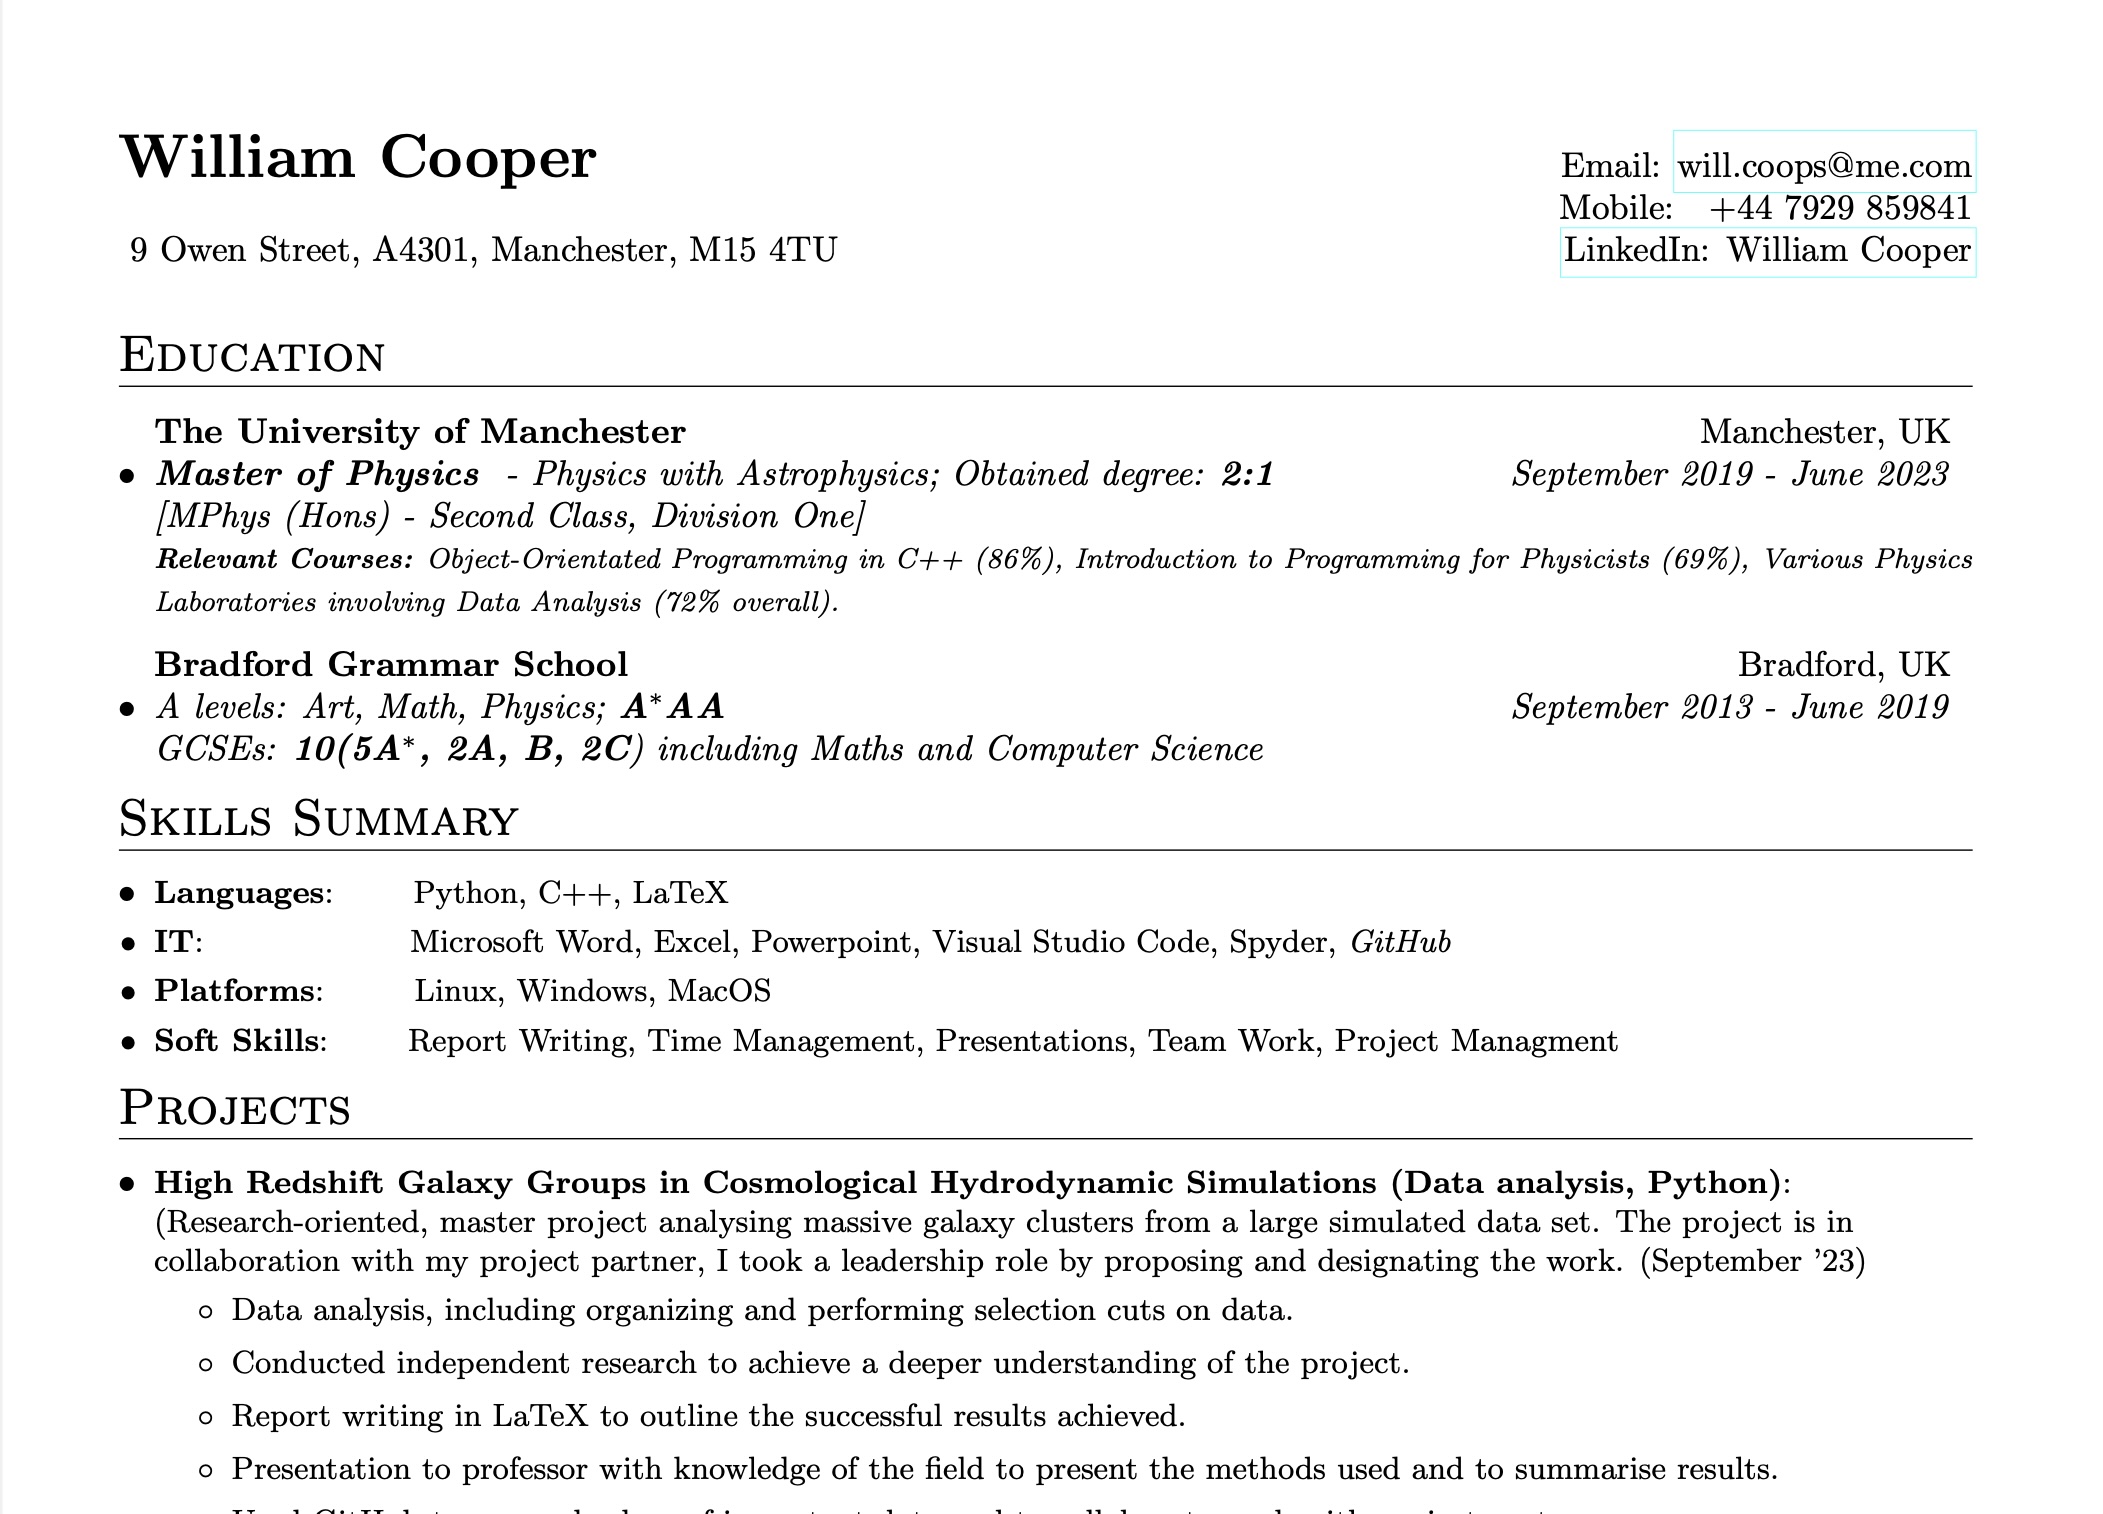 William Cooper
Email: will.coops@me.com
Mobile: +44 7929 859841
9 Owen Street, A4301, Manchester, M15 4TU
LinkedIn: William Cooper
Education
The University of Manchester Manchester, UK
• Master of Physics - Physics with Astrophysics; Obtained degree: 2:1 September 2019 - June 2023
[MPhys (Hons) - Second Class, Division One]
Relevant Courses: Object-Orientated Programming in C++ (86%), Introduction to Programming for Physicists (69%), Various Physics
Laboratories involving Data Analysis (72% overall).
Bradford Grammar School Bradford, UK
• A levels: Art, Math, Physics; A*AA September 2013 - June 2019
GCSEs: 10(5A*, 2A, B, 2C) including Maths and Computer Science
Skills Summary
• Languages: Python, C++, LaTeX
• IT: Microsoft Word, Excel, Powerpoint, Visual Studio Code, Spyder, GitHub
• Platforms: Linux, Windows, MacOS
• Soft Skills: Report Writing, Time Management, Presentations, Team Work, Project Managment
Projects
• High Redshift Galaxy Groups in Cosmological Hydrodynamic Simulations (Data analysis, Python):
(Research-oriented, master project analysing massive galaxy clusters from a large simulated data set. The project is in
collaboration with my project partner, I took a leadership role by proposing and designating the work. (September ’23)
◦ Data analysis, including organizing and performing selection cuts on data.
◦ Conducted independent research to achieve a deeper understanding of the project.
◦ Report writing in LaTeX to outline the successful results achieved.
◦ Presentation to professor with knowledge of the field to present the methods used and to summarise results.